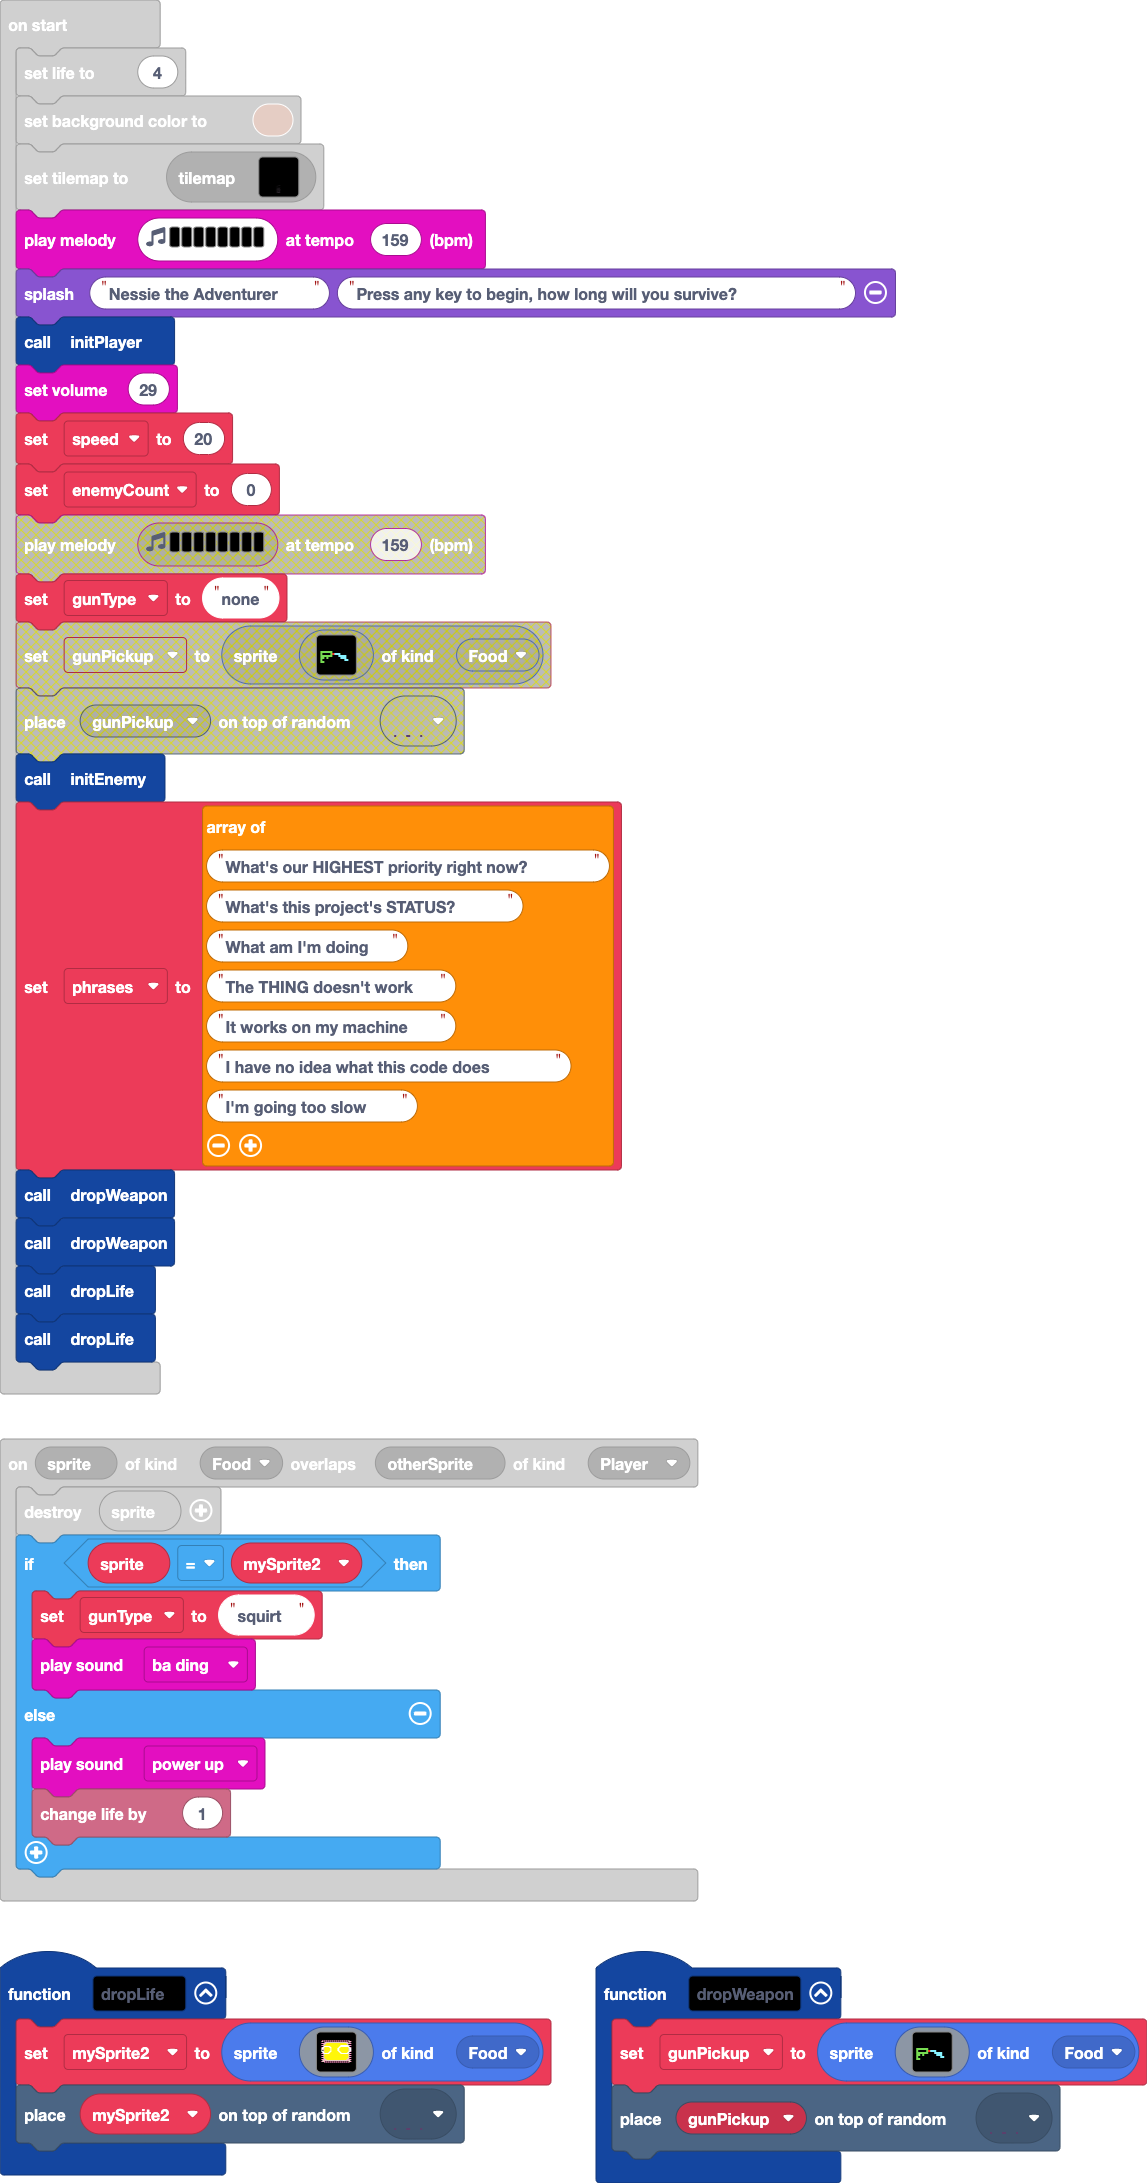 on start
set life to 4
set background color to
set tilemap to tilemap
play melody at tempo 159 (bpm)
splash "Nessie the Adventurer" "Press any key to begin, how long will you survive?"
call initPlayer
set volume 29
set speed to 20
set enemyCount to 0
play melody at tempo 159 (bpm)
set gunType to "none"
set gunPickup to sprite of kind Food
place gunPickup on top of random
call initEnemy
array of
"What's our HIGHEST priority right now?"
"What's this project's STATUS?"
"What am I'm doing"
set phrases to "The THING doesn't work"
"It works on my machine"
"I have no idea what this code does"
"I'm going too slow"
call dropWeapon
call dropWeapon
call dropLife
call dropLife
on sprite of kind Food overlaps otherSprite of kind Player
destroy sprite
if sprite = mySprite2 then
set gunType to "squirt"
play sound ba ding
else
play sound power up
change life by 1
function dropLife
set mySprite2 to sprite of kind Food
place mySprite2 on top of random
function dropWeapon
set gunPickup to sprite of kind Food
place gunPickup on top of random